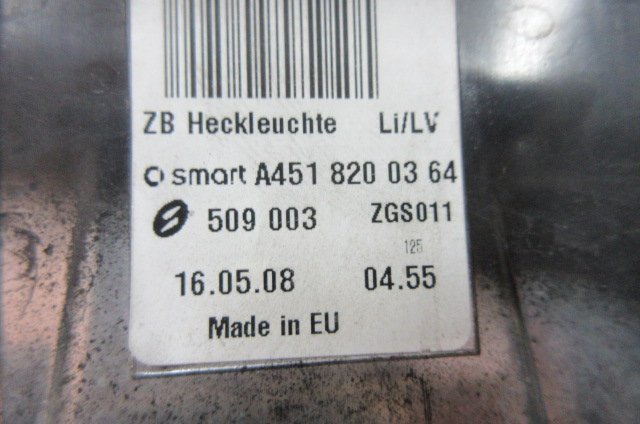 ZB Heckleuchte Li/LV
smart A451 820 03 64
509 003 ZGS011
125
16.05.08 04.55
Made in EU